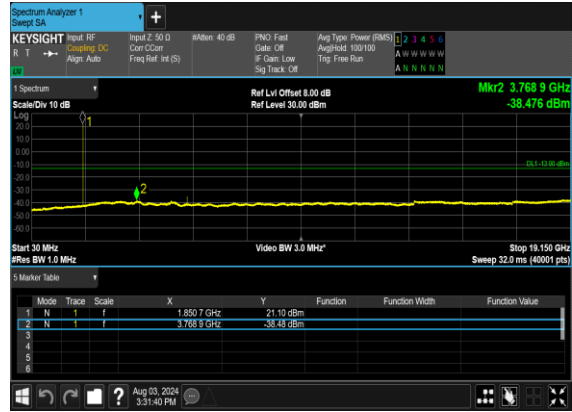 Spectrum Analyzer 1
Swept SA
+
KEYSIGHT Input: RF Input Z: 50 Ω #Atten: 40 dB PNO: Fast Avg Type: Power (RMS) 1 2 3 4 5 6
R T Coupling: DC Corr CCorr Gate: Off Avg|Hold: 100/100 A W W W W W
Align: Auto Freq Ref: Int (S) IF Gain: Low Trig: Free Run
Sig Track: Off A N N N N N
1 Spectrum Ref Lvl Offset 8.00 dB Mkr2 3.768 9 GHz
Scale/Div 10 dB Ref Level 30.00 dBm -38.476 dBm
Log
20.0
10.0
0.00
-10.0
-20.0
-30.0
-40.0
-50.0
-60.0
1
DL1 -13.00 dBm
2
Start 30 MHz Video BW 3.0 MHz* Stop 19.150 GHz
#Res BW 1.0 MHz Sweep 32.0 ms (40001 pts)
5 Marker Table
Mode Trace Scale X Y Function Function Width Function Value
1 N 1 f 1.850 7 GHz 21.10 dBm
2 N 1 f 3.768 9 GHz -38.48 dBm
3
4
5
6
? Aug 03, 2024
3:31:40 PM